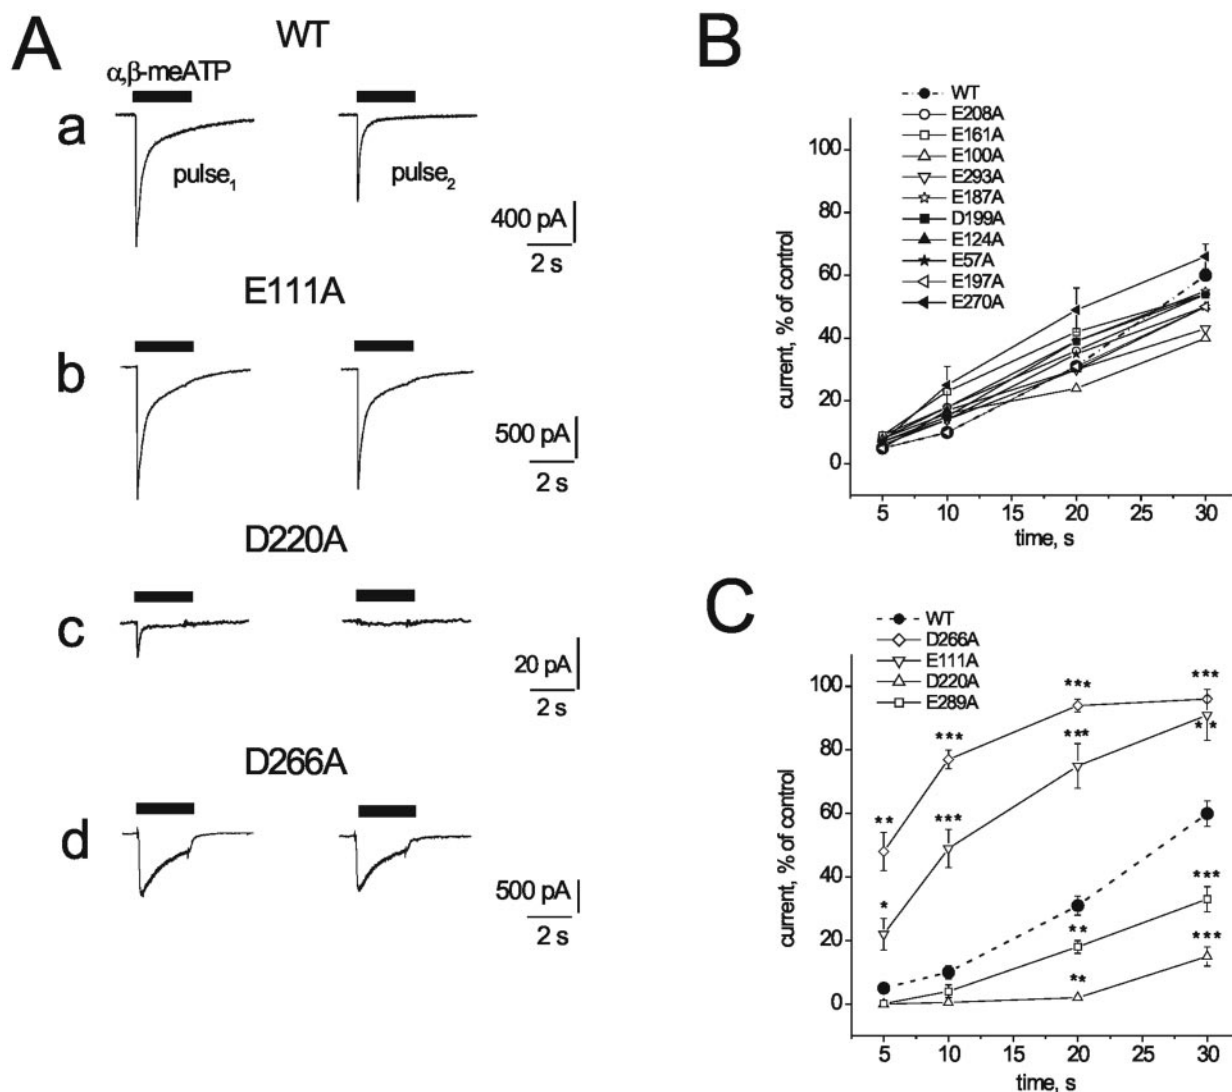 A
WT
α,β-meATP
a
pulse₁
pulse₂
400 pA
2 s
E111A
b
500 pA
2 s
D220A
c
20 pA
2 s
D266A
d
500 pA
2 s
B
WT
E208A
E161A
E100A
E293A
E187A
D199A
E124A
E57A
E197A
E270A
current, % of control
100
80
60
40
20
0
5 10 15 20 25 30
time, s
C
WT
D266A
E111A
D220A
E289A
current, % of control
100
80
60
40
20
0
*** ***
*** *** **
** ***
*
***
** ***
**
5 10 15 20 25 30
time, s